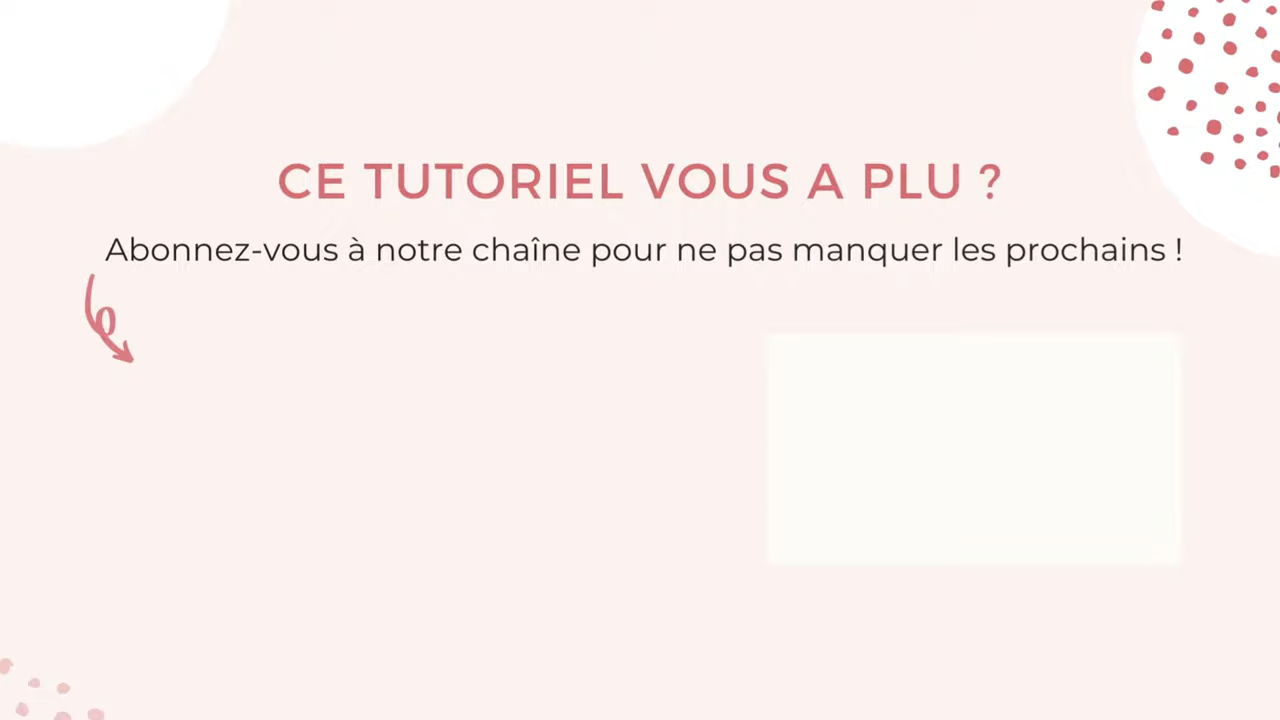 CE TUTORIEL VOUS A PLU ?
Abonnez-vous à notre chaîne pour ne pas manquer les prochains !